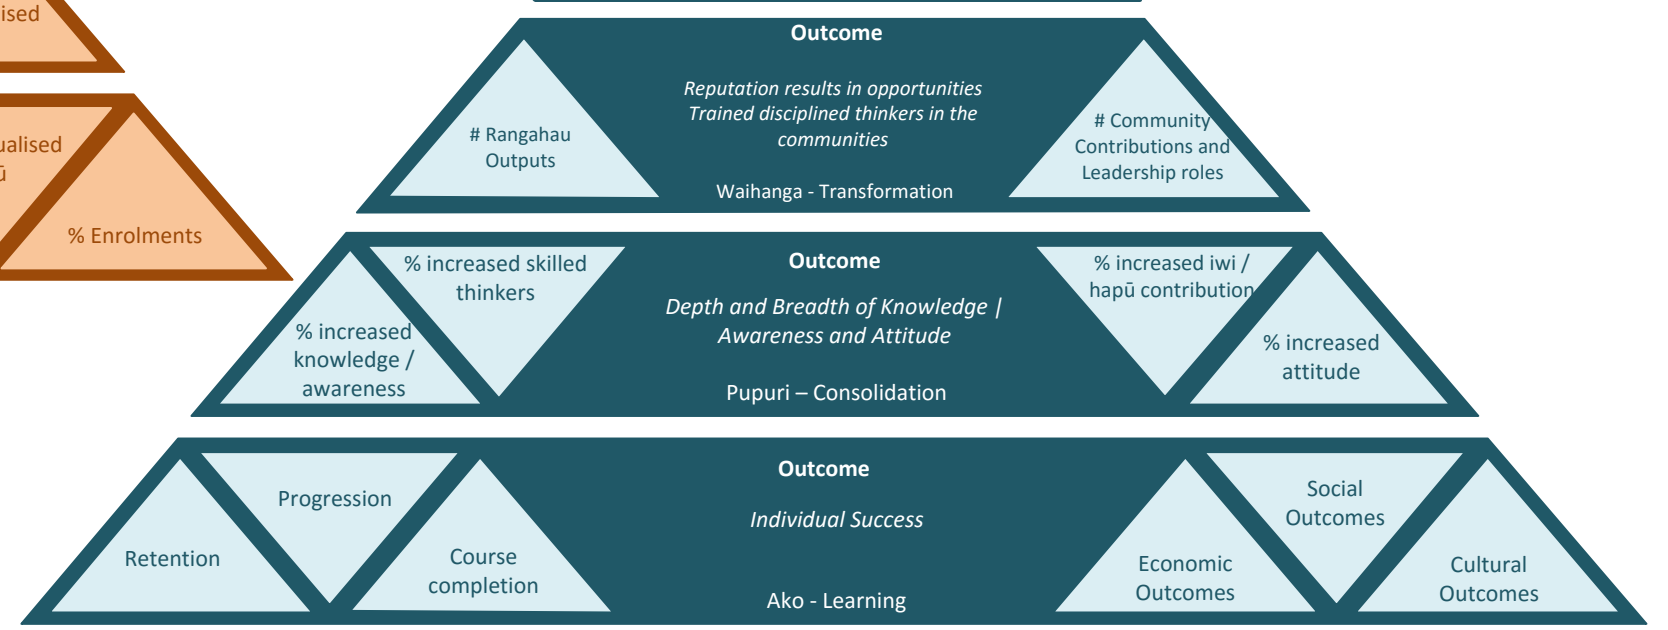 ised
ualised
ū
% Enrolments
Outcome
Reputation results in opportunities
Trained disciplined thinkers in the
communities
Waihanga - Transformation
# Rangahau
Outputs
# Community
Contributions and
Leadership roles
% increased
knowledge /
awareness
% increased skilled
thinkers
Outcome
Depth and Breadth of Knowledge |
Awareness and Attitude
Pupuri – Consolidation
% increased iwi /
hapū contribution
% increased
attitude
Retention
Progression
Course
completion
Outcome
Individual Success
Ako - Learning
Economic
Outcomes
Social
Outcomes
Cultural
Outcomes